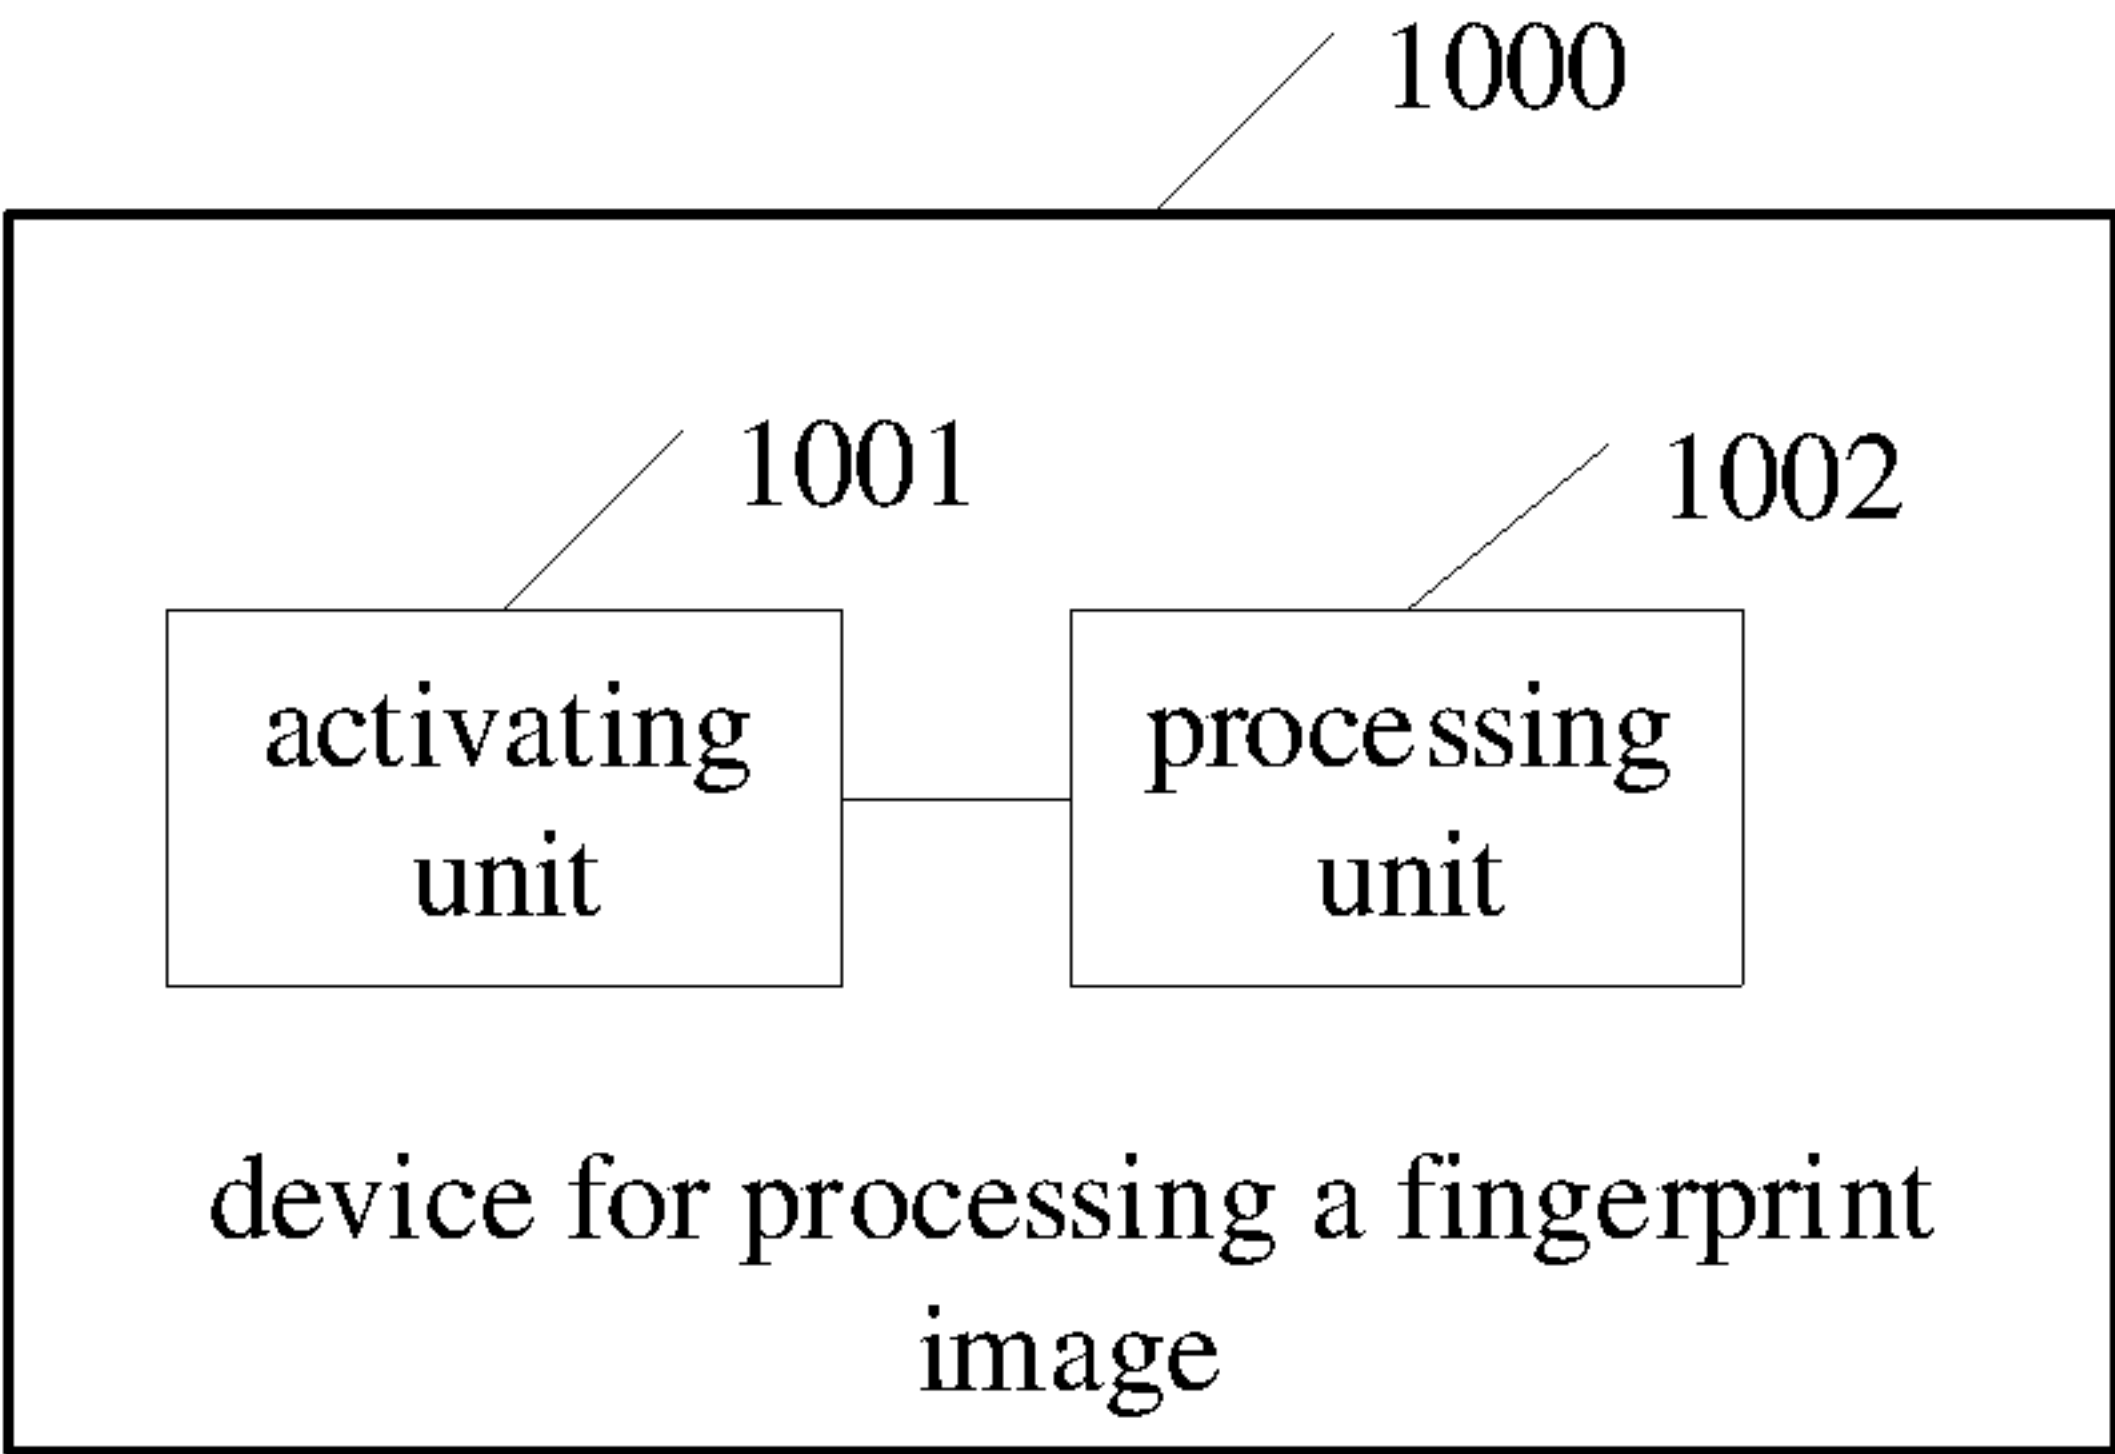 1000
1001
1002
activating
unit
processing
unit
device for processing a fingerprint
image